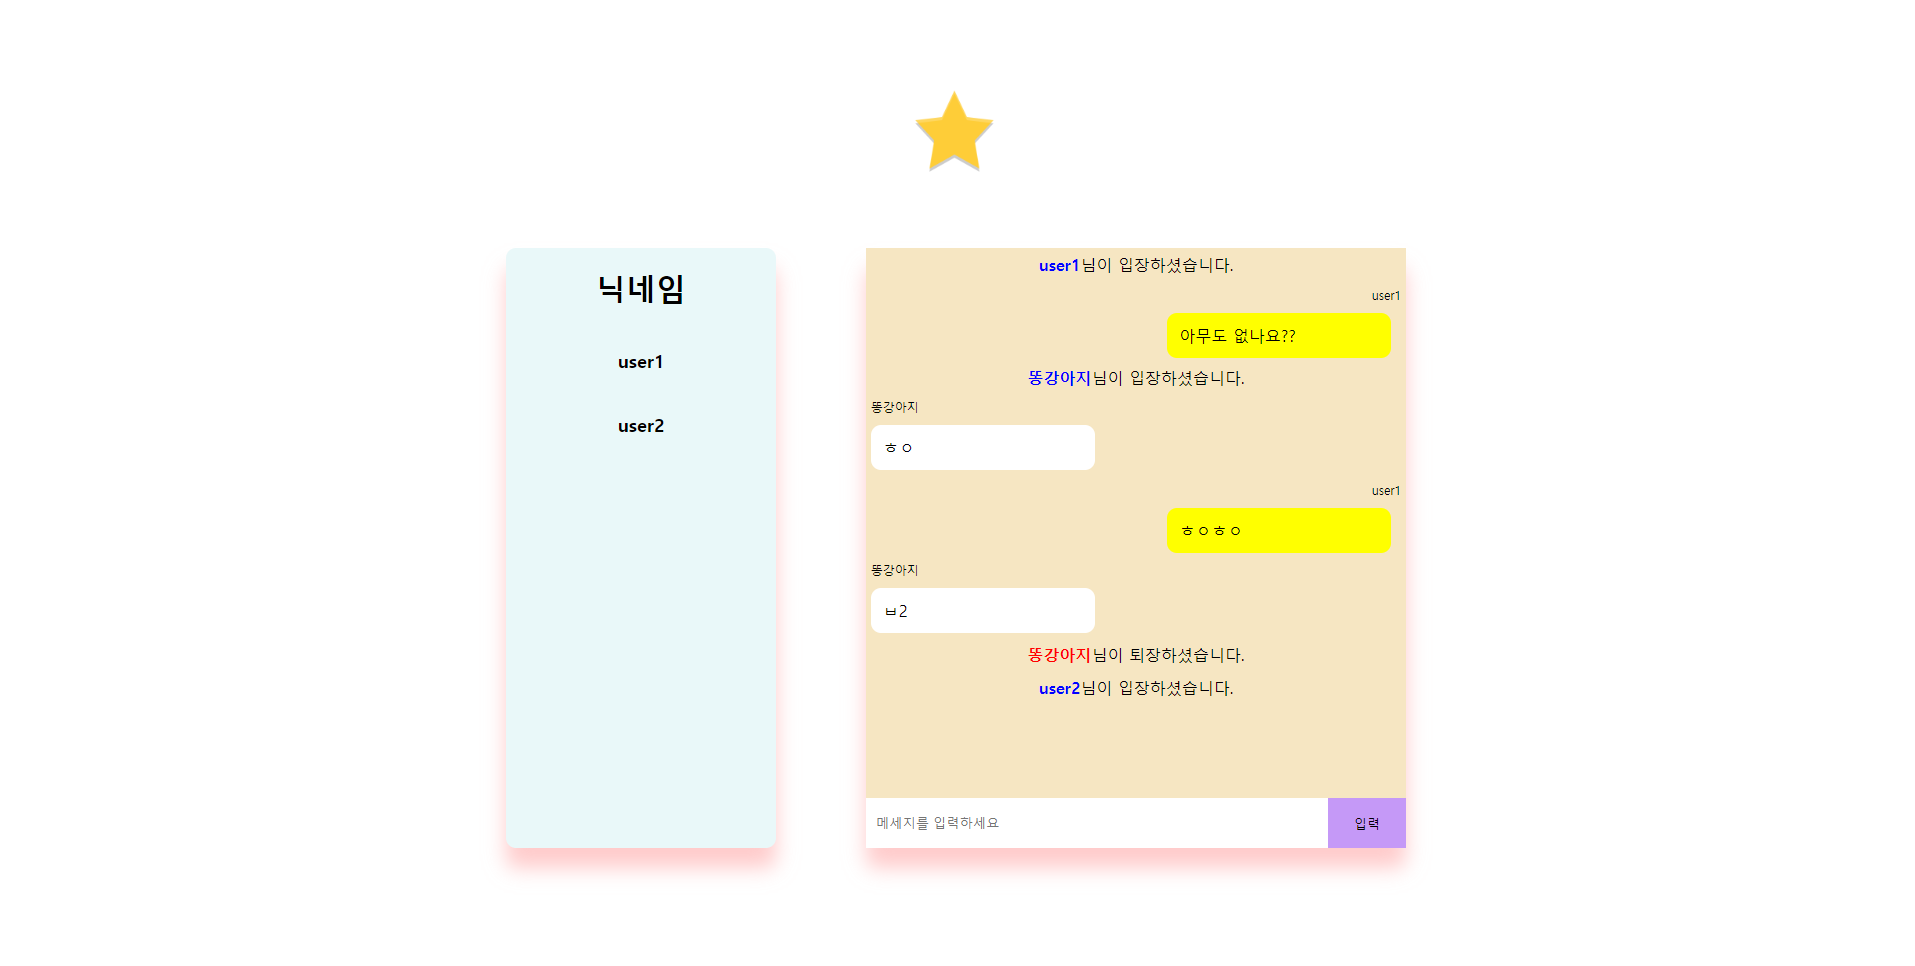 닉네임
user1
user2
user1님이 입장하셨습니다.
user1
아무도 없나요??
똥강아지님이 입장하셨습니다.
똥강아지
ㅎㅇ
user1
ㅎㅇㅎㅇ
똥강아지
ㅂ2
똥강아지님이 퇴장하셨습니다.
user2님이 입장하셨습니다.
메세지를 입력하세요
입력